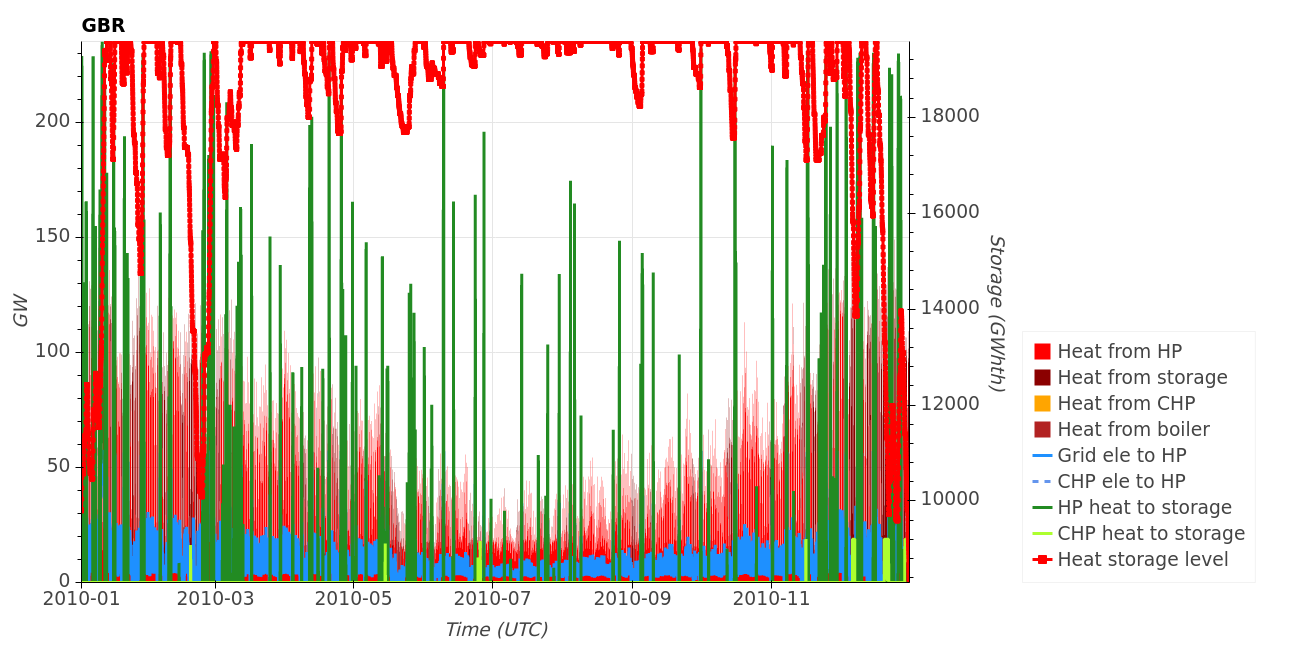 GBR
200
150
100
50
0
GW
18000
16000
14000
12000
10000
Storage (GWhth)
2010-01
2010-03
2010-05
2010-07
2010-09
2010-11
Time (UTC)
Heat from HP
Heat from storage
Heat from CHP
Heat from boiler
Grid ele to HP
CHP ele to HP
HP heat to storage
CHP heat to storage
Heat storage level